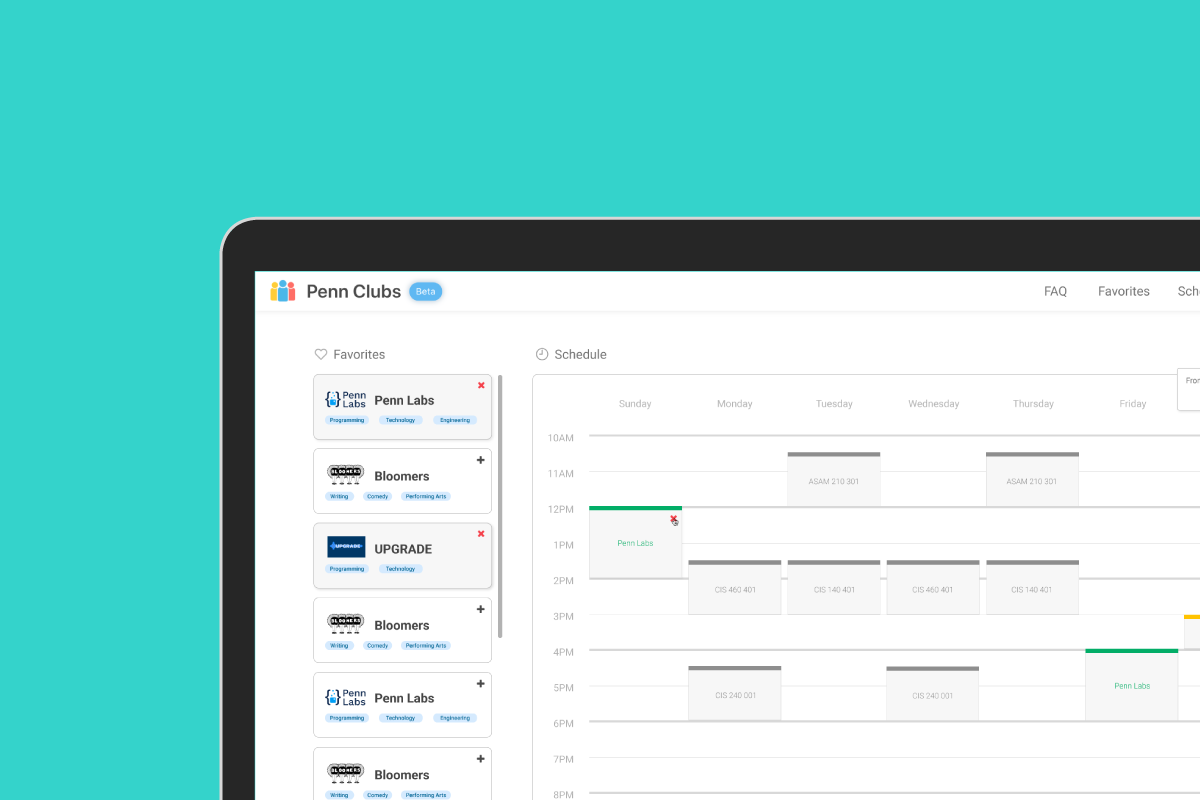 Penn Clubs Beta
FAQ Favorites Sch
Favorites
Penn Labs Penn Labs
Programming Technology Engineering
BLOOMERS Bloomers
Writing Comedy Performing Arts
UPGRADE UPGRADE
Programming Technology
BLOOMERS Bloomers
Writing Comedy Performing Arts
Penn Labs Penn Labs
Programming Technology Engineering
BLOOMERS Bloomers
Writing Comedy Performing Arts
Schedule
Fro
Sunday Monday Tuesday Wednesday Thursday Friday
10AM
11AM
ASAM 210 301 ASAM 210 301
12PM
1PM
Penn Labs
2PM
CIS 460 401 CIS 140 401 CIS 460 401 CIS 140 401
3PM
4PM
5PM
Penn Labs
CIS 240 001 CIS 240 001
6PM
7PM
8PM